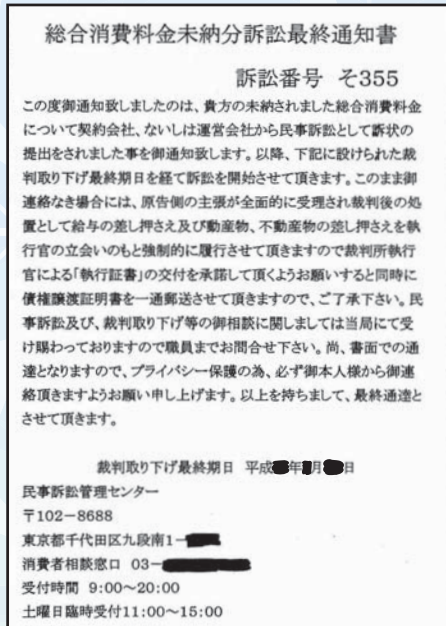 総合消費料金未納分訴訟最終通知書
訴訟番号 そ355
この度御通知致しましたのは、貴方の未納されました総合消費料金
について契約会社、ないしは運営会社から民事訴訟として訴状の
提出をされました事を御通知致します。以降、下記に設けられた裁
判取り下げ最終期日を経て訴訟を開始させて頂きます。このまま御
連絡なき場合には、原告側の主張が全面的に受理され裁判後の処
置として給与の差し押さえ及び動産物、不動産物の差し押さえを執
行官の立会いのもと強制的に履行させて頂きますので裁判所執行
官による「執行証書」の交付を承諾して頂くようお願いすると同時に
債権譲渡証明書を一通郵送させて頂きますので、ご了承下さい。民
事訴訟及び、裁判取り下げ等の御相談に関しましては当局にて受
け賜わっておりますので職員までお問合せ下さい。尚、書面での通
達となりますので、プライバシー保護の為、必ず御本人様から御連
絡頂きますようお願い申し上げます。以上を持ちまして、最終通達と
させて頂きます。
裁判取り下げ最終期日 平成 年 月 日
民事訴訟管理センター
〒102-8688
東京都千代田区九段南1-
消費者相談窓口 03-
受付時間 9:00~20:00
土曜日臨時受付11:00~15:00